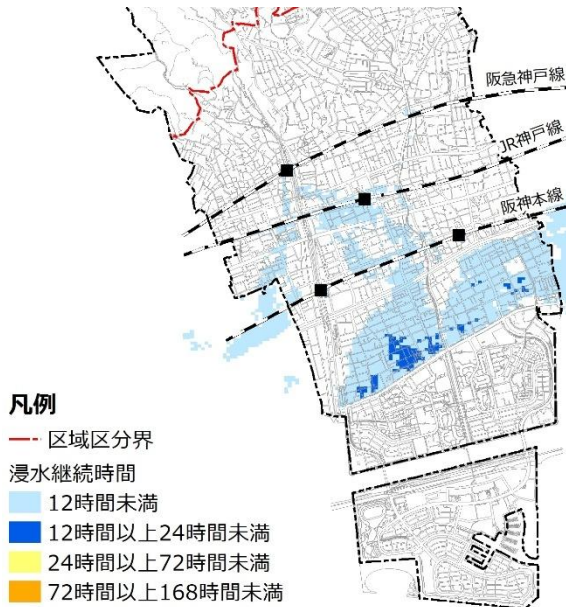 阪急神戸線
JR神戸線
阪神本線
凡例
区域区分界
浸水継続時間
12時間未満
12時間以上24時間未満
24時間以上72時間未満
72時間以上168時間未満